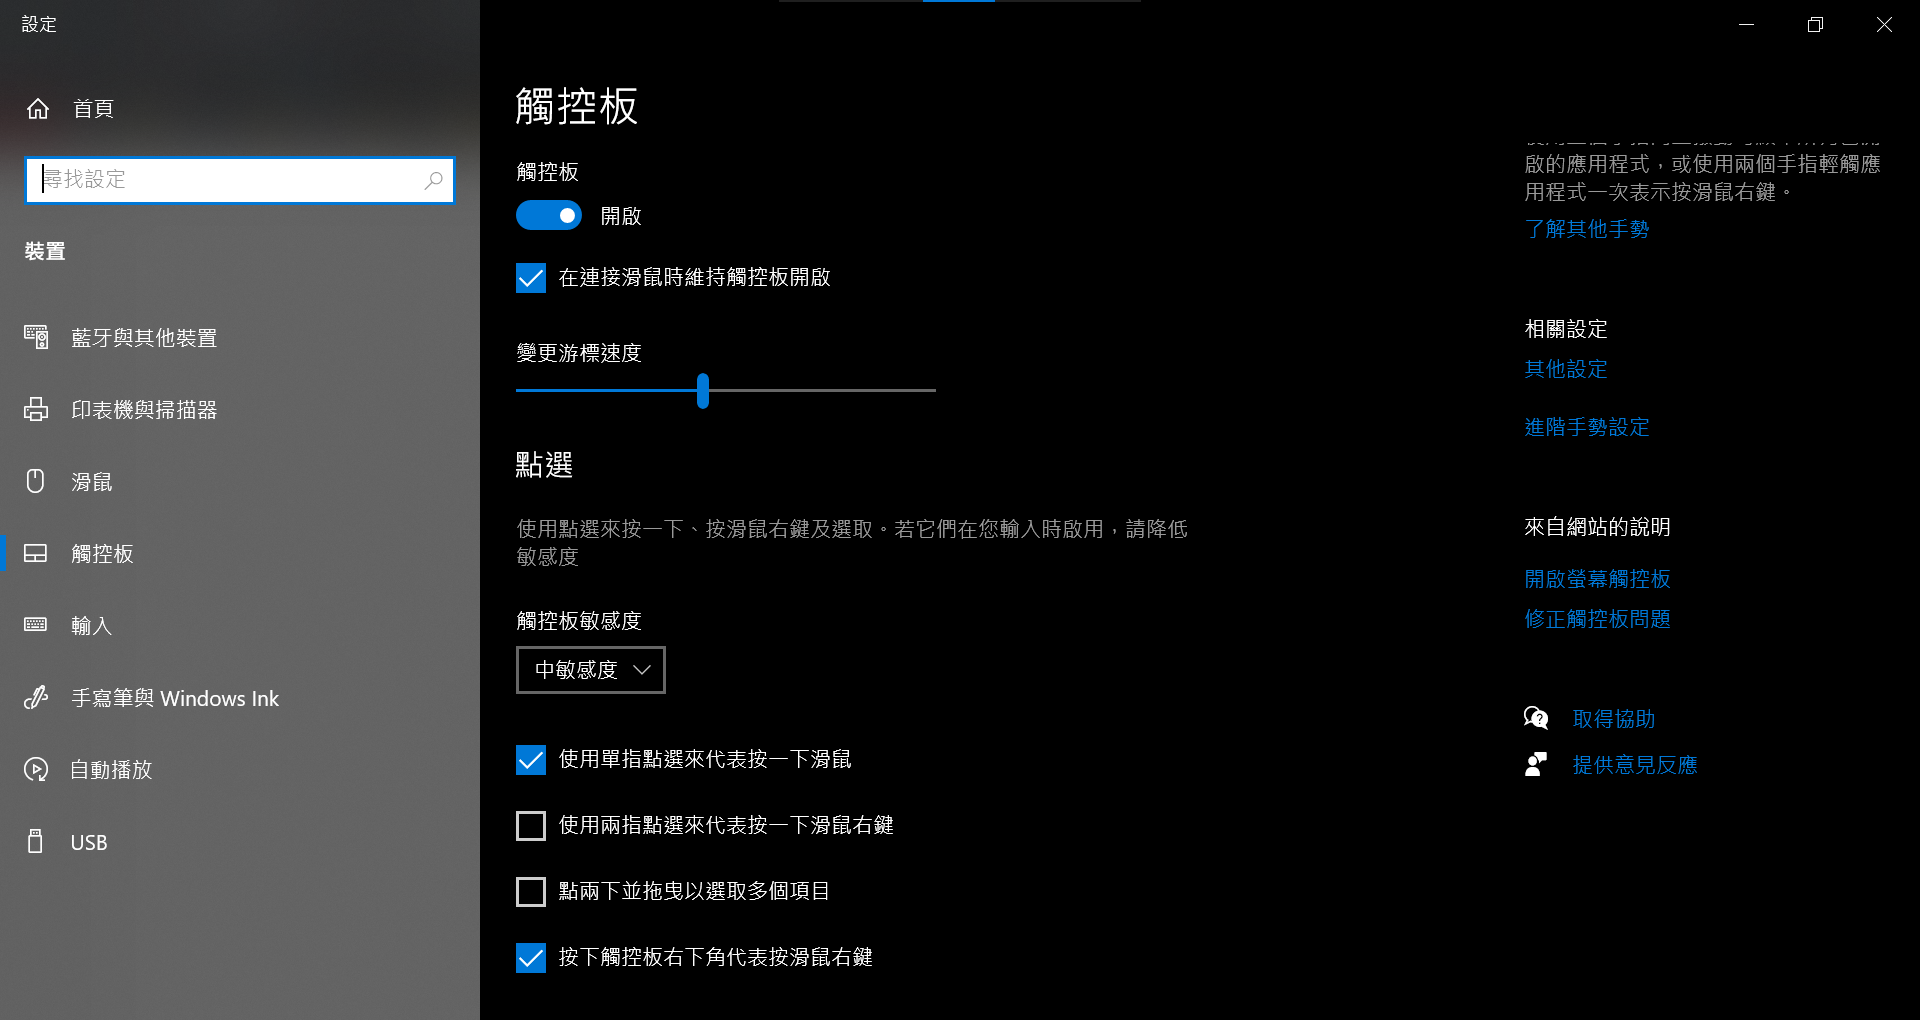 設定
首頁
尋找設定
裝置
藍牙與其他裝置
印表機與掃描器
滑鼠
觸控板
輸入
手寫筆與 Windows Ink
自動播放
USB
觸控板
觸控板
開啟
在連接滑鼠時維持觸控板開啟
變更游標速度
點選
使用點選來按一下、按滑鼠右鍵及選取。若它們在您輸入時啟用，請降低
敏感度
觸控板敏感度
中敏感度
使用單指點選來代表按一下滑鼠
使用兩指點選來代表按一下滑鼠右鍵
點兩下並拖曳以選取多個項目
按下觸控板右下角代表按滑鼠右鍵
啟的應用程式，或使用兩個手指輕觸應
用程式一次表示按滑鼠右鍵。
了解其他手勢
相關設定
其他設定
進階手勢設定
來自網站的說明
開啟螢幕觸控板
修正觸控板問題
取得協助
提供意見反應